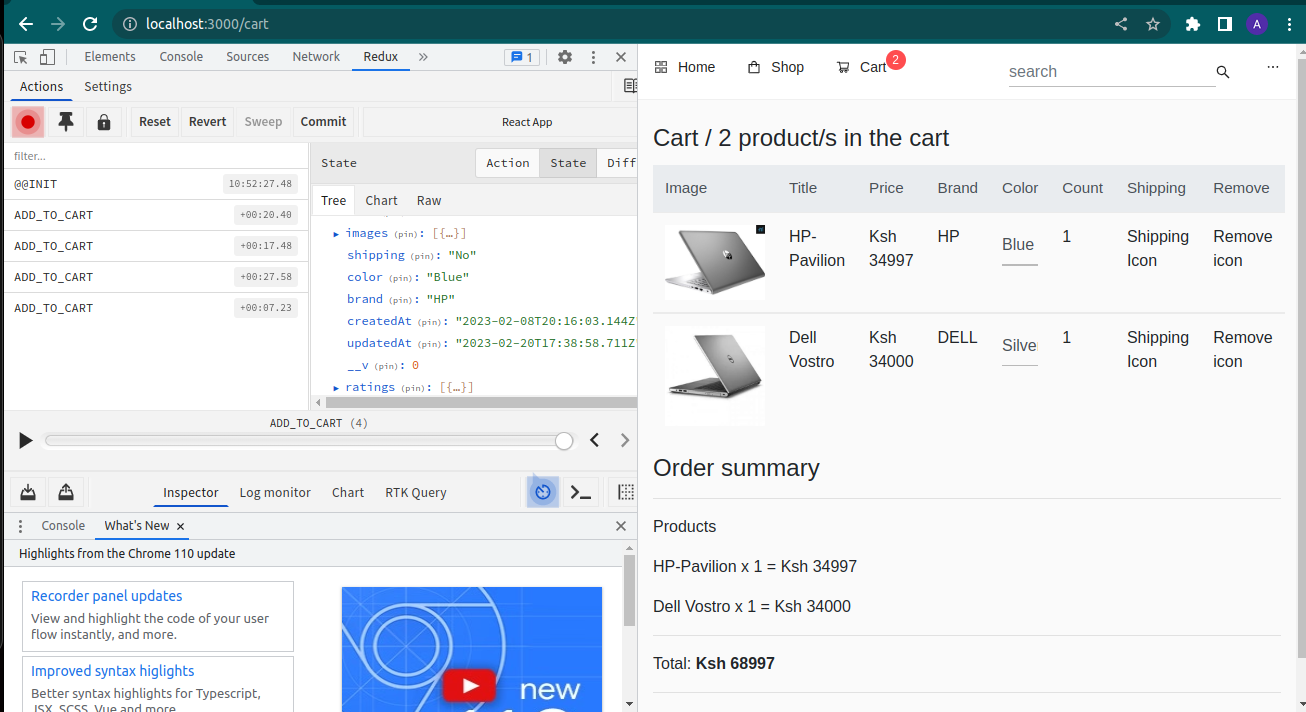 localhost:3000/cart
A
Elements Console Sources Network Redux » 1
Actions Settings
Reset Revert Sweep Commit React App
filter...
@@INIT 10:52:27.48
ADD_TO_CART +00:20.40
ADD_TO_CART +00:17.48
ADD_TO_CART +00:27.58
ADD_TO_CART +00:07.23
State Action State Diff
Tree Chart Raw
images (pin): [{…}]
shipping (pin): "No"
color (pin): "Blue"
brand (pin): "HP"
createdAt (pin): "2023-02-08T20:16:03.144Z"
updatedAt (pin): "2023-02-20T17:38:58.711Z"
__v (pin): 0
ratings (pin): [{…}]
ADD_TO_CART (4)
Inspector Log monitor Chart RTK Query
Console What's New ×
Highlights from the Chrome 110 update
Recorder panel updates
View and highlight the code of your user
flow instantly, and more.
Improved syntax higlights
Better syntax highlights for Typescript,
JSX, SCSS, Vue and more.
new
Home Shop Cart 2 search ...
Cart / 2 product/s in the cart
Image Title Price Brand Color Count Shipping Remove
HP- Ksh HP Blue 1 Shipping Remove
Pavilion 34997 Icon icon
Dell Ksh DELL Silve 1 Shipping Remove
Vostro 34000 Icon icon
Order summary
Products
HP-Pavilion x 1 = Ksh 34997
Dell Vostro x 1 = Ksh 34000
Total: Ksh 68997